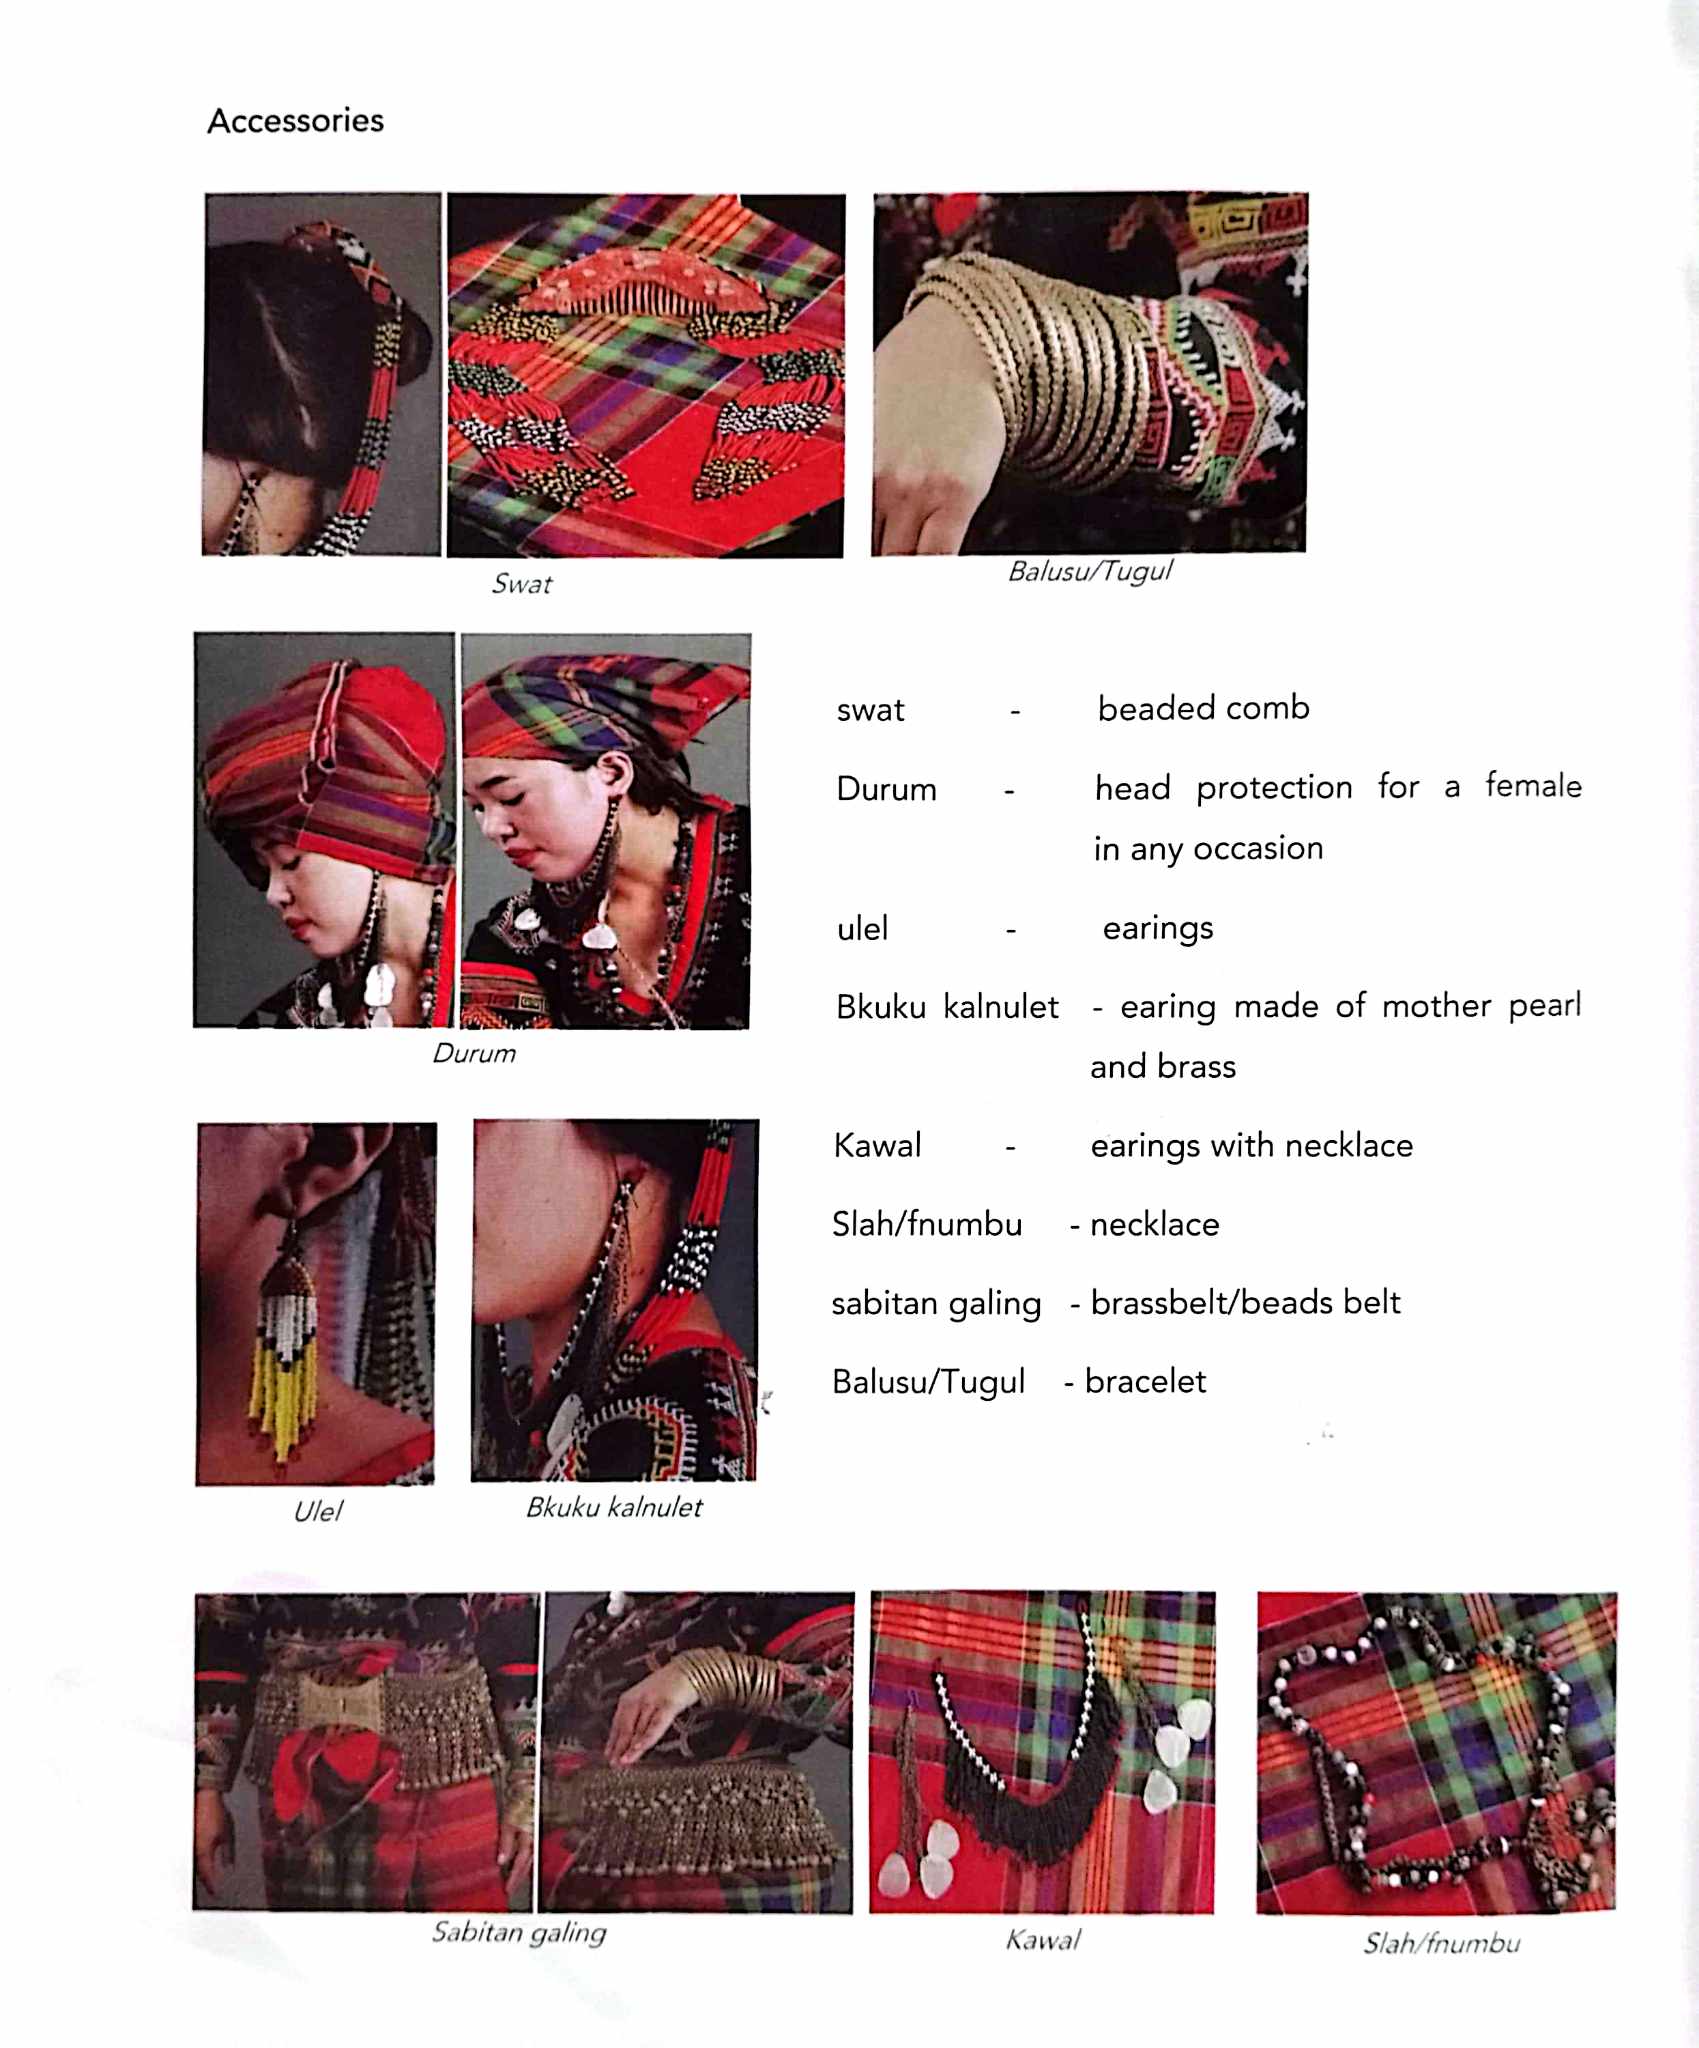 Accessories
Swat
Balusu/Tugul
swat - beaded comb
Durum - head protection for a female
in any occasion
ulel - earings
Bkuku kalnulet - earing made of mother pearl
and brass
Kawal - earings with necklace
Slah/fnumbu - necklace
sabitan galing - brassbelt/beads belt
Balusu/Tugul - bracelet
Durum
Ulel
Bkuku kalnulet
Sabitan galing
Kawal
Slah/fnumbu